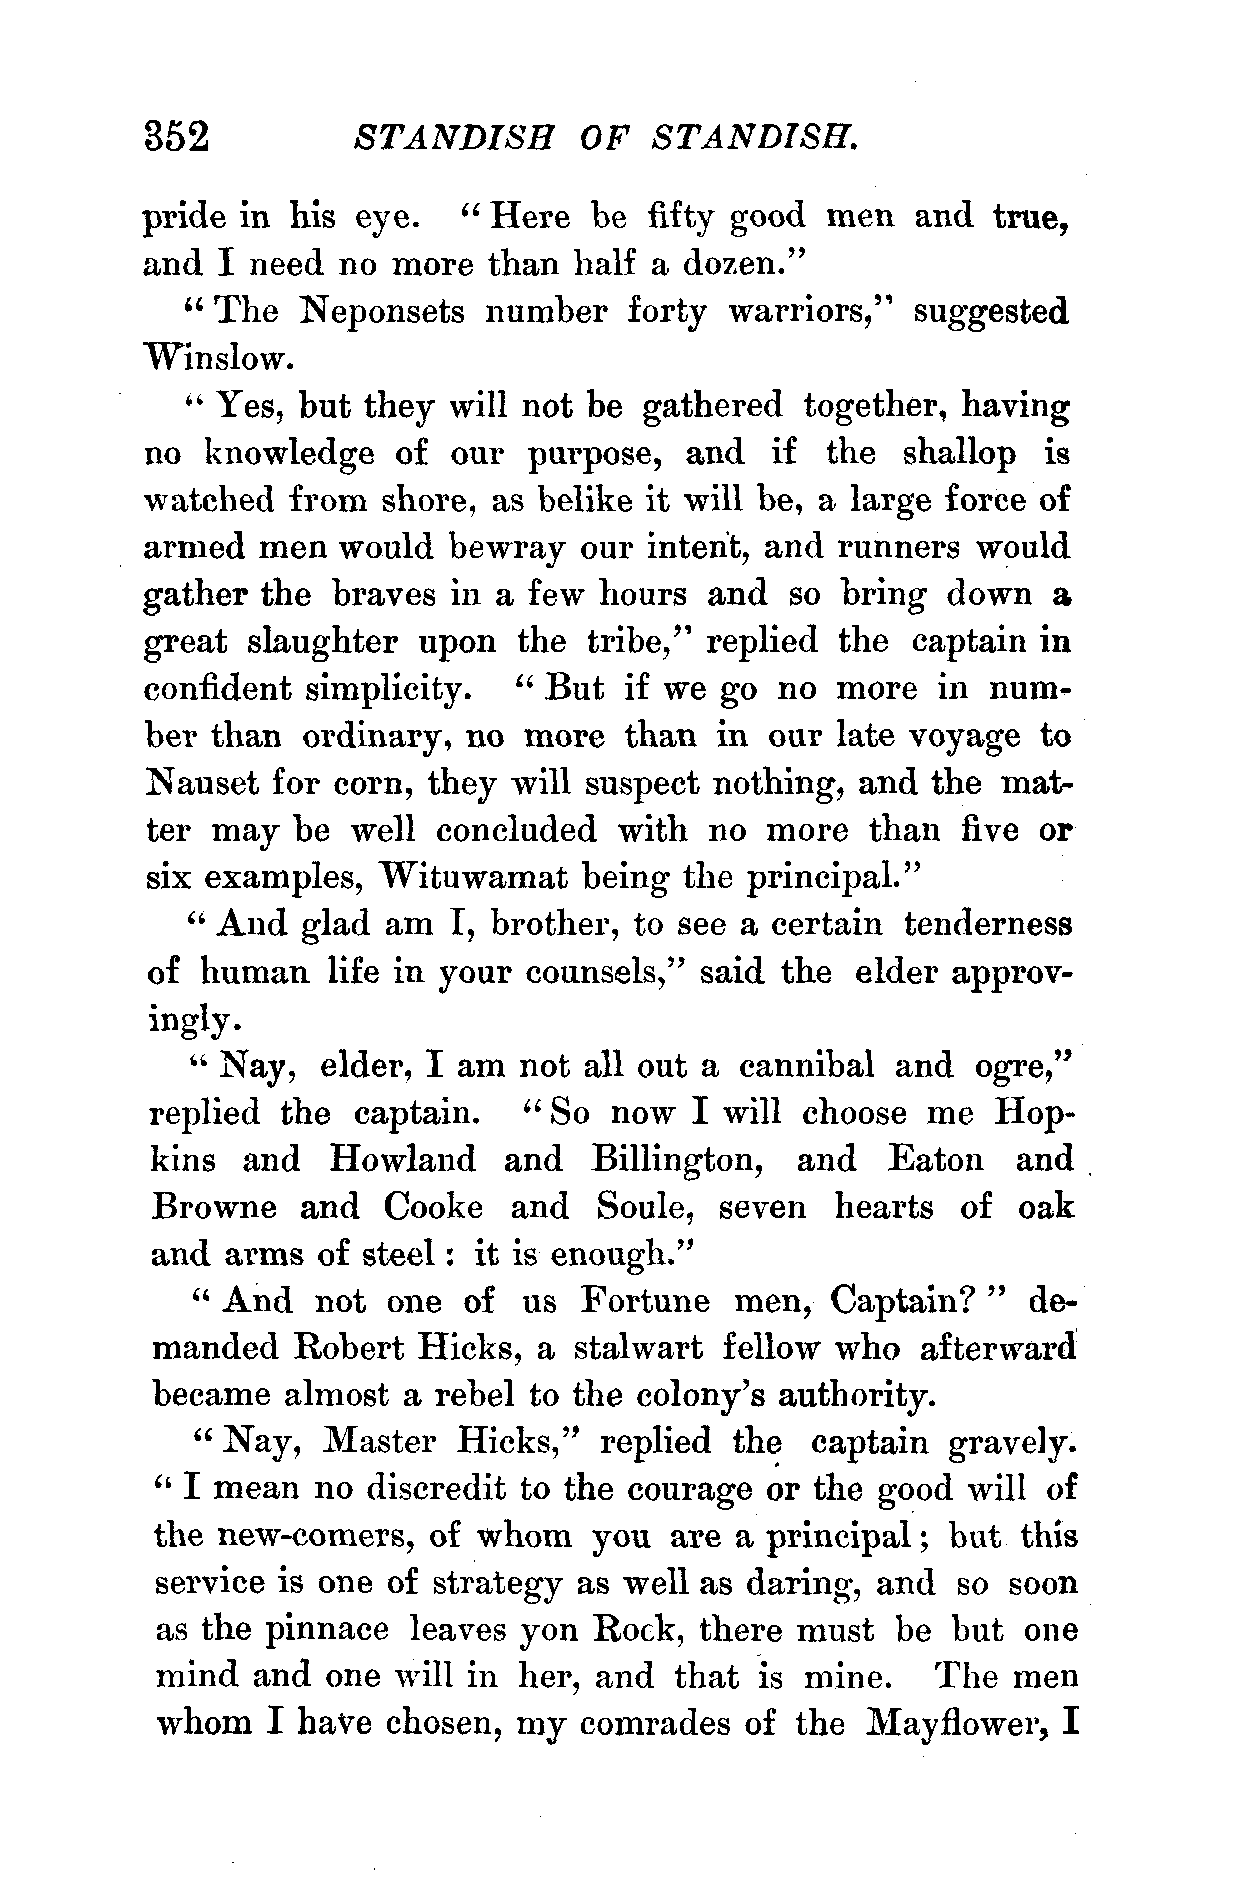 352 STANDISH OF STANDISH.
pride in his eye. "Here be fifty good men and true,
and I need no more than half a dozen."
"The Neponsets number forty warriors," suggested
Winslow.
"Yes, but they will not be gathered together, having
no knowledge of our purpose, and if the shallop is
watched from shore, as belike it will be, a large force of
armed men would bewray our intent, and runners would
gather the braves in a few hours and so bring down a
great slaughter upon the tribe," replied the captain in
confident simplicity. "But if we go no more in num-
ber than ordinary, no more than in our late voyage to
Nauset for corn, they will suspect nothing, and the mat-
ter may be well concluded with no more than five or
six examples, Wituwamat being the principal."
"And glad am I, brother, to see a certain tenderness
of human life in your counsels," said the elder approv-
ingly.
"Nay, elder, I am not all out a cannibal and ogre,"
replied the captain. "So now I will choose me Hop-
kins and Howland and Billington, and Eaton and
Browne and Cooke and Soule, seven hearts of oak
and arms of steel: it is enough."
"And not one of us Fortune men, Captain?" de-
manded Robert Hicks, a stalwart fellow who afterward
became almost a rebel to the colony's authority.
"Nay, Master Hicks," replied the captain gravely.
"I mean no discredit to the courage or the good will of
the new-comers, of whom you are a principal; but this
service is one of strategy as well as daring, and so soon
as the pinnace leaves yon Rock, there must be but one
mind and one will in her, and that is mine. The men
whom I have chosen, my comrades of the Mayflower, I